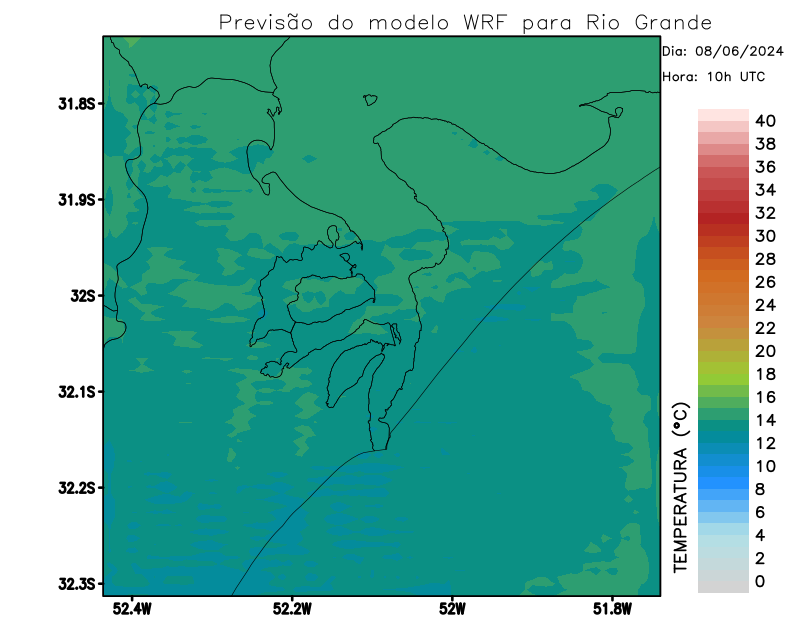 Previsão do modelo WRF para Rio Grande
Dia: 08/06/2024
Hora: 10h UTC
31.8S
31.9S
32S
32.1S
32.2S
32.3S
52.4W
52.2W
52W
51.8W
TEMPERATURA (°C)
40
38
36
34
32
30
28
26
24
22
20
18
16
14
12
10
8
6
4
2
0